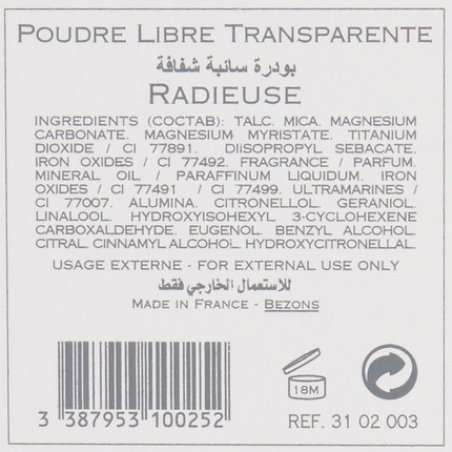 POUDRE LIBRE TRANSPARENTE
بودرة سائبة شفافة
RADIEUSE
INGREDIENTS (COCTAB): TALC. MICA. MAGNESIUM
CARBONATE. MAGNESIUM MYRISTATE. TITANIUM
DIOXIDE / CI 77891. DIISOPROPYL SEBACATE.
IRON OXIDES / CI 77492. FRAGRANCE / PARFUM.
MINERAL OIL / PARAFFINUM LIQUIDUM. IRON
OXIDES / CI 77491 / CI 77499. ULTRAMARINES /
CI 77007. ALUMINA. CITRONELLOL. GERANIOL.
LINALOOL. HYDROXYISOHEXYL 3-CYCLOHEXENE
CARBOXALDEHYDE. EUGENOL. BENZYL ALCOHOL.
CITRAL. CINNAMYL ALCOHOL. HYDROXYCITRONELLAL.
USAGE EXTERNE - FOR EXTERNAL USE ONLY
للاستعمال الخارجي فقط
MADE IN FRANCE - BEZONS
18M
3 387953 100252
REF. 31 02 003